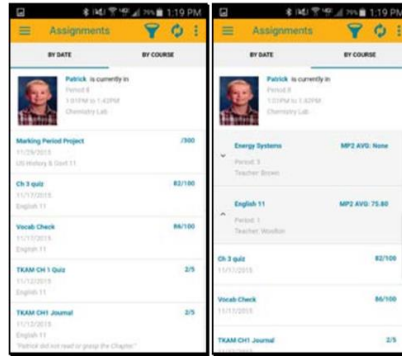 75% 1:19 PM
Assignments
BY DATE
BY COURSE
Patrick is currently in
Period 8
1:01PM to 1:42PM
Chemistry Lab
Marking Period Project
/300
11/29/2015
US History & Govt 11
Ch 3 quiz
82/100
11/17/2015
English 11
Vocab Check
86/100
11/17/2015
English 11
TKAM CH 1 Quiz
2/5
11/12/2015
English 11
TKAM CH1 Journal
2/5
11/12/2015
English 11
"Patrick did not read or grasp the Chapter."
75% 1:19 PM
Assignments
BY DATE
BY COURSE
Patrick is currently in
Period 8
1:01PM to 1:42PM
Chemistry Lab
Energy Systems
MP2 AVG: None
Period: 3
Teacher: Brown
English 11
MP2 AVG: 75.80
Period: 1
Teacher:
Ch 3 quiz
82/100
11/17/2015
Vocab Check
86/100
11/17/2015
TKAM CH1 Journal
2/5